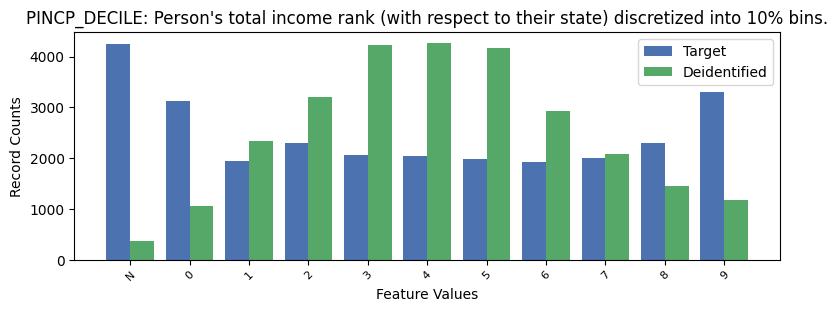 PINCP_DECILE: Person's total income rank (with respect to their state) discretized into 10% bins.
Target
Deidentified
Record Counts
4000
3000
2000
1000
0
N 0 1 2 3 4 5 6 7 8 9
Feature Values